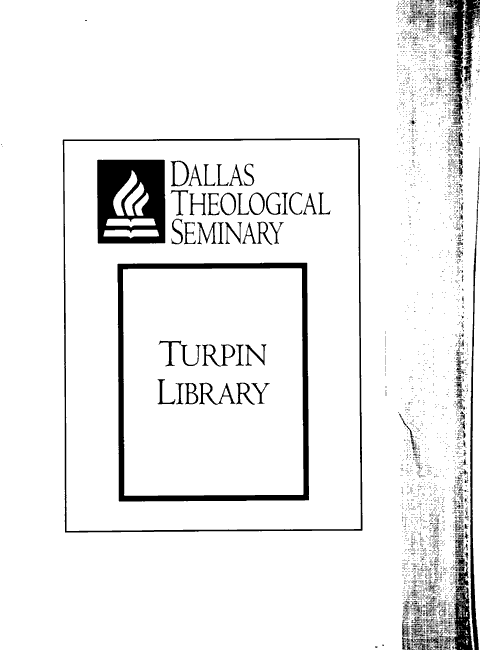 DALLAS
THEOLOGICAL
SEMINARY
TURPIN
LIBRARY